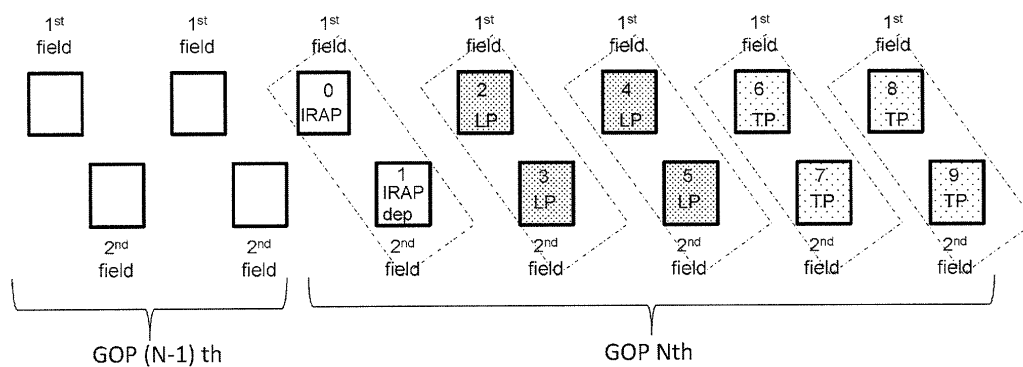 1st field
1st field
1st field
1st field
1st field
1st field
1st field
0
IRAP
2
LP
4
LP
6
TP
8
TP
1
IRAP
dep
3
LP
5
LP
7
TP
9
TP
2nd field
2nd field
2nd field
2nd field
2nd field
2nd field
2nd field
GOP (N-1) th
GOP Nth